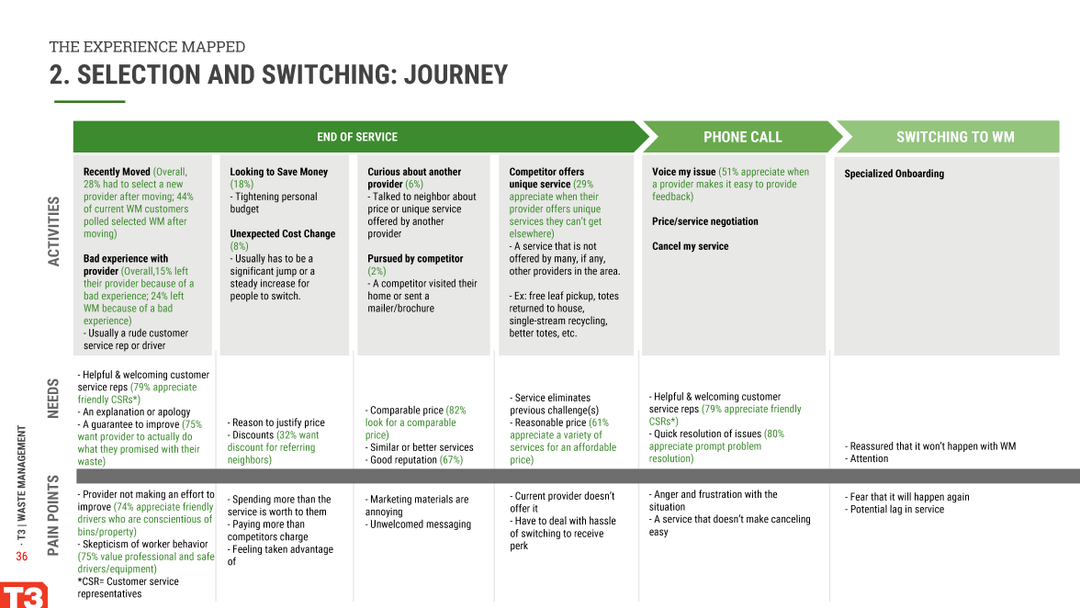 THE EXPERIENCE MAPPED
2. SELECTION AND SWITCHING: JOURNEY
END OF SERVICE
PHONE CALL
SWITCHING TO WM
ACTIVITIES
Recently Moved (Overall,
28% had to select a new
provider after moving; 44%
of current WM customers
polled selected WM after
moving)
Bad experience with
provider (Overall,15% left
their provider because of a
bad experience; 24% left
WM because of a bad
experience)
- Usually a rude customer
service rep or driver
Looking to Save Money
(18%)
- Tightening personal
budget
Unexpected Cost Change
(8%)
- Usually has to be a
significant jump or a
steady increase for
people to switch.
Curious about another
provider (6%)
- Talked to neighbor about
price or unique service
offered by another
provider
Pursued by competitor
(2%)
- A competitor visited their
home or sent a
mailer/brochure
Competitor offers
unique service (29%
appreciate when their
provider offers unique
services they can't get
elsewhere)
- A service that is not
offered by many, if any,
other providers in the area.
- Ex: free leaf pickup, totes
returned to house,
single-stream recycling,
better totes, etc.
Voice my issue (51% appreciate when
a provider makes it easy to provide
feedback)
Price/service negotiation
Cancel my service
Specialized Onboarding
NEEDS
- Helpful & welcoming customer
service reps (79% appreciate
friendly CSRs*)
- An explanation or apology
- A guarantee to improve (75%
want provider to actually do
what they promised with their
waste)
- Reason to justify price
- Discounts (32% want
discount for referring
neighbors)
- Comparable price (82%
look for a comparable
price)
- Similar or better services
- Good reputation (67%)
- Service eliminates
previous challenge(s)
- Reasonable price (61%
appreciate a variety of
services for an affordable
price)
- Helpful & welcoming customer
service reps (79% appreciate friendly
CSRs*)
- Quick resolution of issues (80%
appreciate prompt problem
resolution)
- Reassured that it won't happen with WM
- Attention
PAIN POINTS
- Provider not making an effort to
improve (74% appreciate friendly
drivers who are conscientious of
bins/property)
- Skepticism of worker behavior
(75% value professional and safe
drivers/equipment)
*CSR= Customer service
representatives
- Spending more than the
service is worth to them
- Paying more than
competitors charge
- Feeling taken advantage
of
- Marketing materials are
annoying
- Unwelcomed messaging
- Current provider doesn't
offer it
- Have to deal with hassle
of switching to receive
perk
- Anger and frustration with the
situation
- A service that doesn't make canceling
easy
- Fear that it will happen again
- Potential lag in service
· T3 | WASTE MANAGEMENT
36
T3